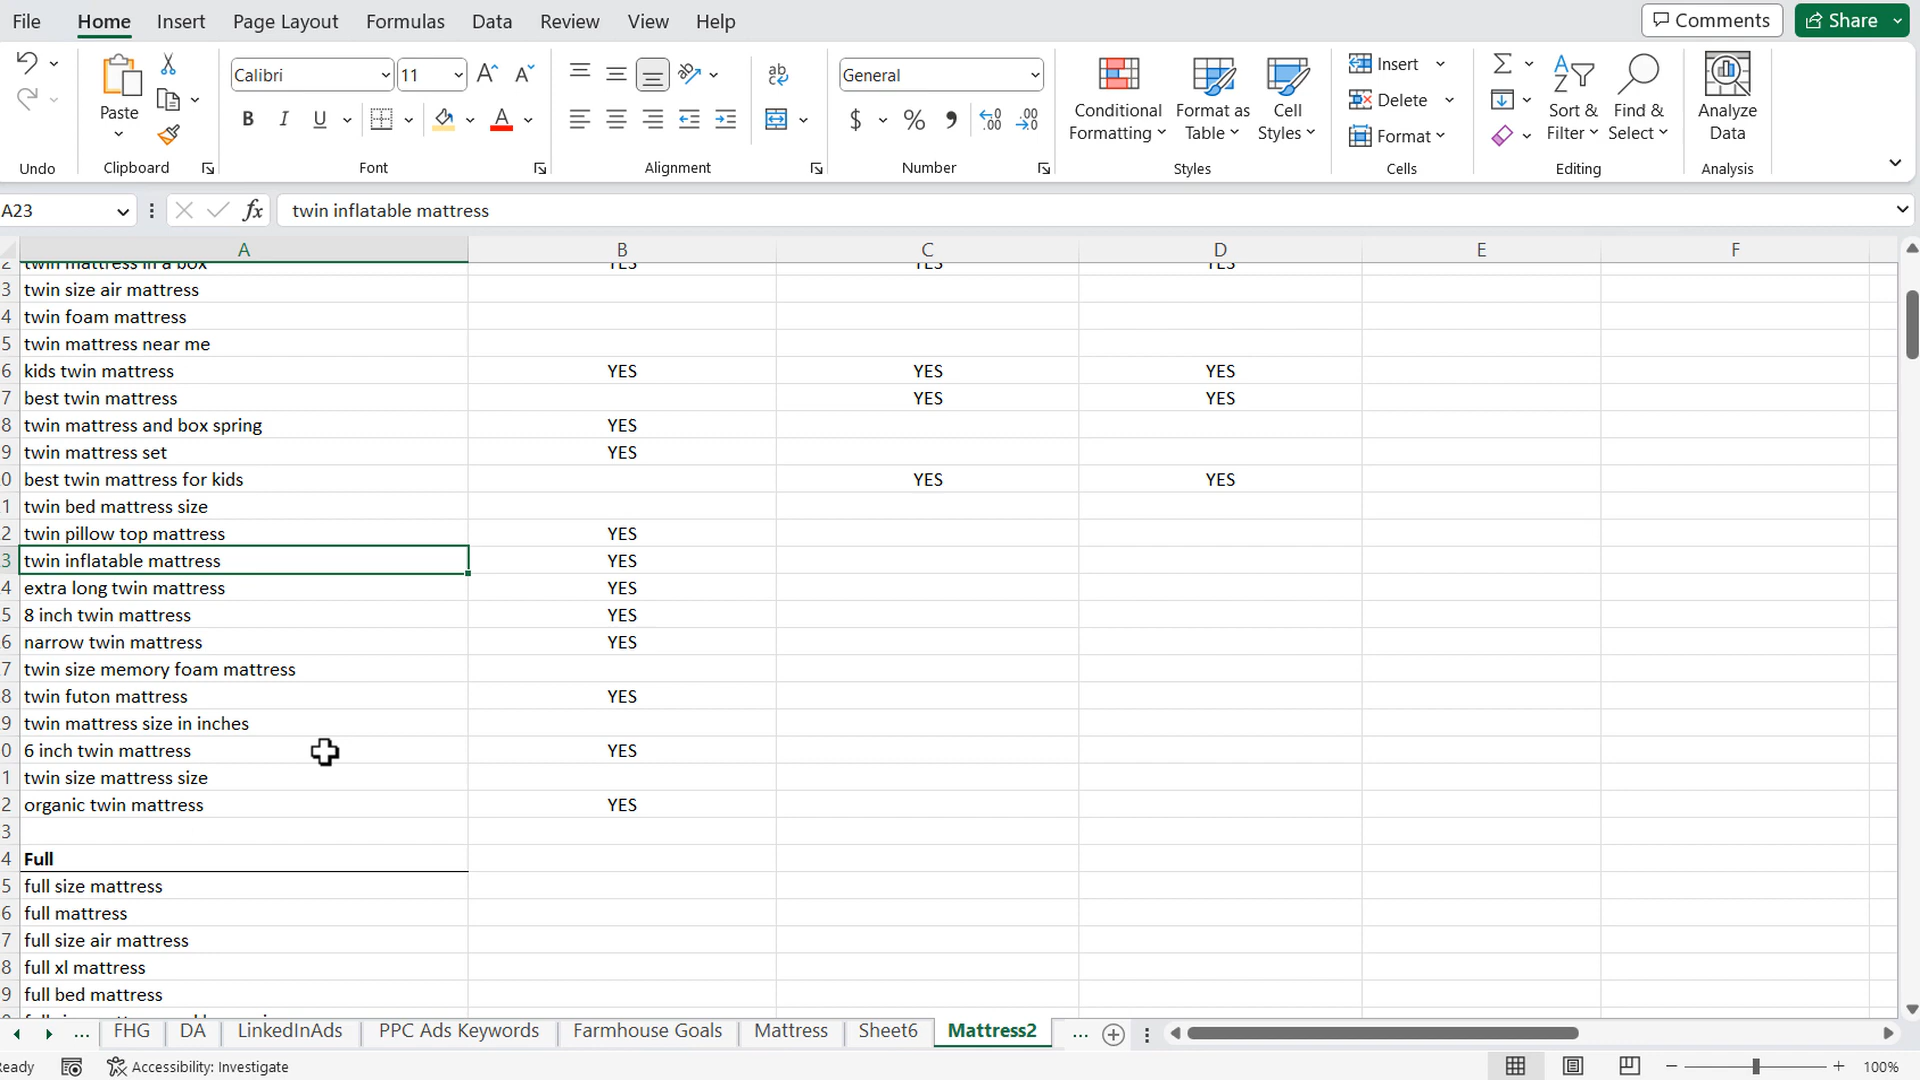 File Home Insert Page Layout Formulas Data Review View Help Comments Share
Calibri 11 ab General Insert
Paste Conditional Formatting Format as Table Cell Styles Delete Sort & Filter Find & Select Analyze Data
B I U A $ % Format
Undo Clipboard Font Alignment Number Styles Cells Editing Analysis
A23 fx twin inflatable mattress
A B C D E F
2 twin mattress in a box YES YES YES
3 twin size air mattress
4 twin foam mattress
5 twin mattress near me
6 kids twin mattress YES YES YES
7 best twin mattress YES YES
8 twin mattress and box spring YES
9 twin mattress set YES
0 best twin mattress for kids YES YES
1 twin bed mattress size
2 twin pillow top mattress YES
3 twin inflatable mattress YES
4 extra long twin mattress YES
5 8 inch twin mattress YES
6 narrow twin mattress YES
7 twin size memory foam mattress
8 twin futon mattress YES
9 twin mattress size in inches
0 6 inch twin mattress YES
1 twin size mattress size
2 organic twin mattress YES
3
4 Full
5 full size mattress
6 full mattress
7 full size air mattress
8 full xl mattress
9 full bed mattress
... FHG DA LinkedInAds PPC Ads Keywords Farmhouse Goals Mattress Sheet6 Mattress2 ...
eady Accessibility: Investigate 100%